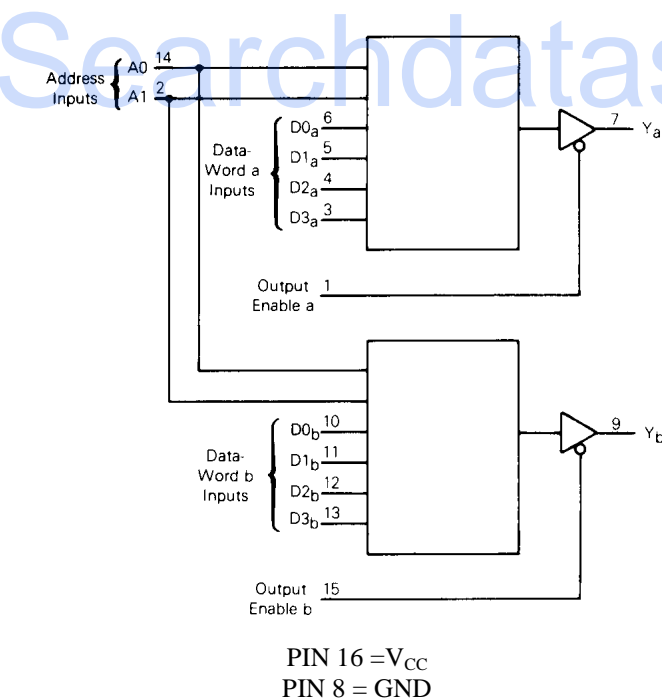 Searchdatas
Address
Inputs
A0 14
A1 2
Data-
Word a
Inputs
D0a 6
D1a 5
D2a 4
D3a 3
7 Ya
Output
Enable a
1
Data-
Word b
Inputs
D0b 10
D1b 11
D2b 12
D3b 13
9 Yb
Output
Enable b
15
PIN 16 =VCC
PIN 8 = GND